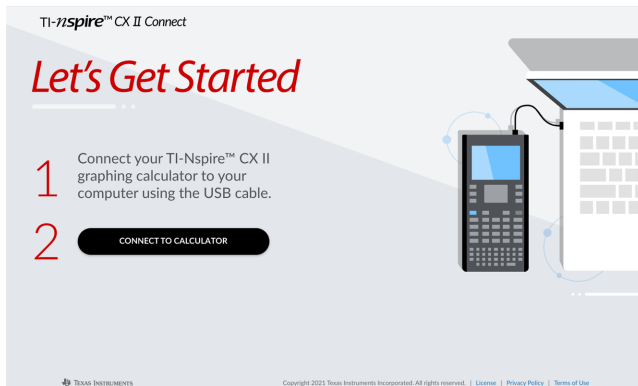 TI-nspire™ CX II Connect
Let's Get Started
1
Connect your TI-Nspire™ CX II
graphing calculator to your
computer using the USB cable.
2
CONNECT TO CALCULATOR
TEXAS INSTRUMENTS
Copyright 2021 Texas Instruments Incorporated. All rights reserved. | License | Privacy Policy | Terms of Use